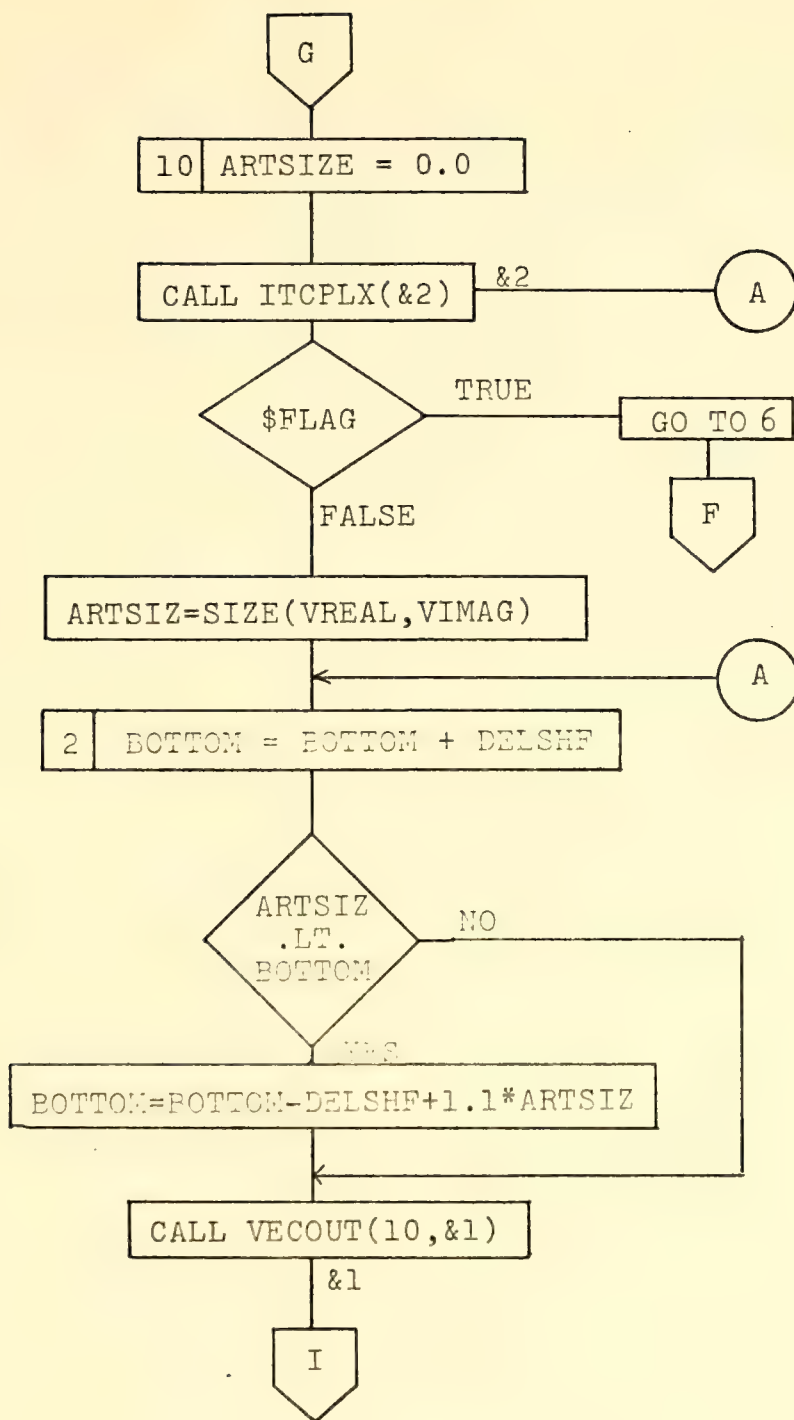 G
10 ARTSIZE = 0.0
CALL ITCPLX(&2) &2 A
$FLAG TRUE GO TO 6
F
FALSE
ARTSIZ=SIZE(VREAL,VIMAG)
A
2 BOTTOM = BOTTOM + DELSHF
ARTSIZ
.LT.
BOTTOM
NO
YES
BOTTOM=BOTTOM-DELSHF+1.1*ARTSIZ
CALL VECOUT(10,&1)
&1
I